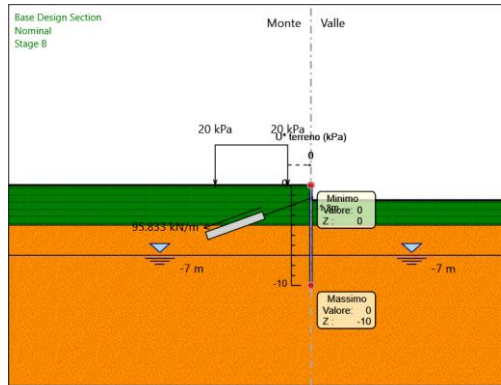 Base Design Section
Nominal
Stage B
Monte
Valle
20 kPa
20 kPa
U* terreno (kPa)
0
0
Minimo
Valore: 0
Z : 0
95.833 kN/m
-7 m
-7 m
-10
Massimo
Valore: 0
Z : -10